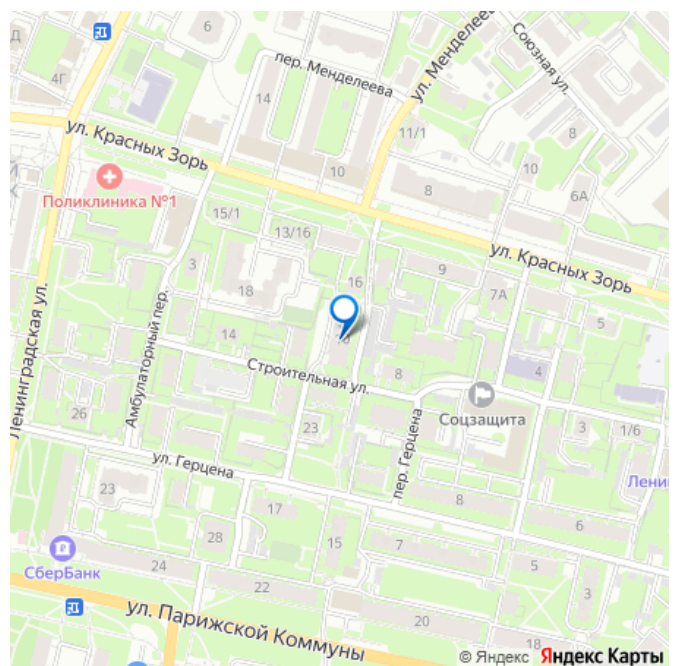 Д
6
4Г
пер. Менделеева
ул. Менделеева
Союзная ул.
14
11/1
8
ул. Красных Зорь
10
10
8
6А
Поликлиника №1
15/1
13/16
ул. Красных Зорь
3
9
16
18
7А
5
14
Ленинградская ул.
Амбулаторный пер.
Строительная ул.
8
4
Соцзащита
26
23
пер. Герцена
3
1/6
ул. Герцена
23
8
Лени
17
28
15
7
6
СберБанк
24
22
5
3
ул. Парижской Коммуны
20
18
© Яндекс Яндекс Карты